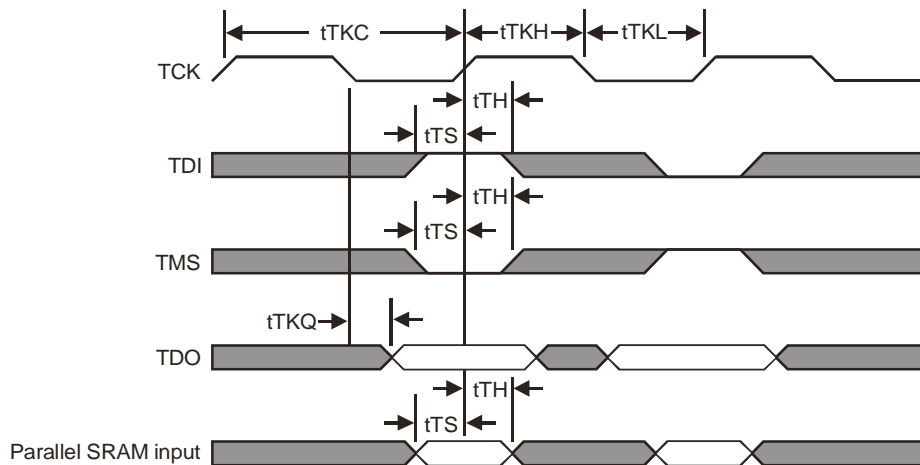 tTKC
tTKH
tTKL
TCK
tTH
tTS
TDI
tTH
tTS
TMS
tTKQ
TDO
tTH
tTS
Parallel SRAM input